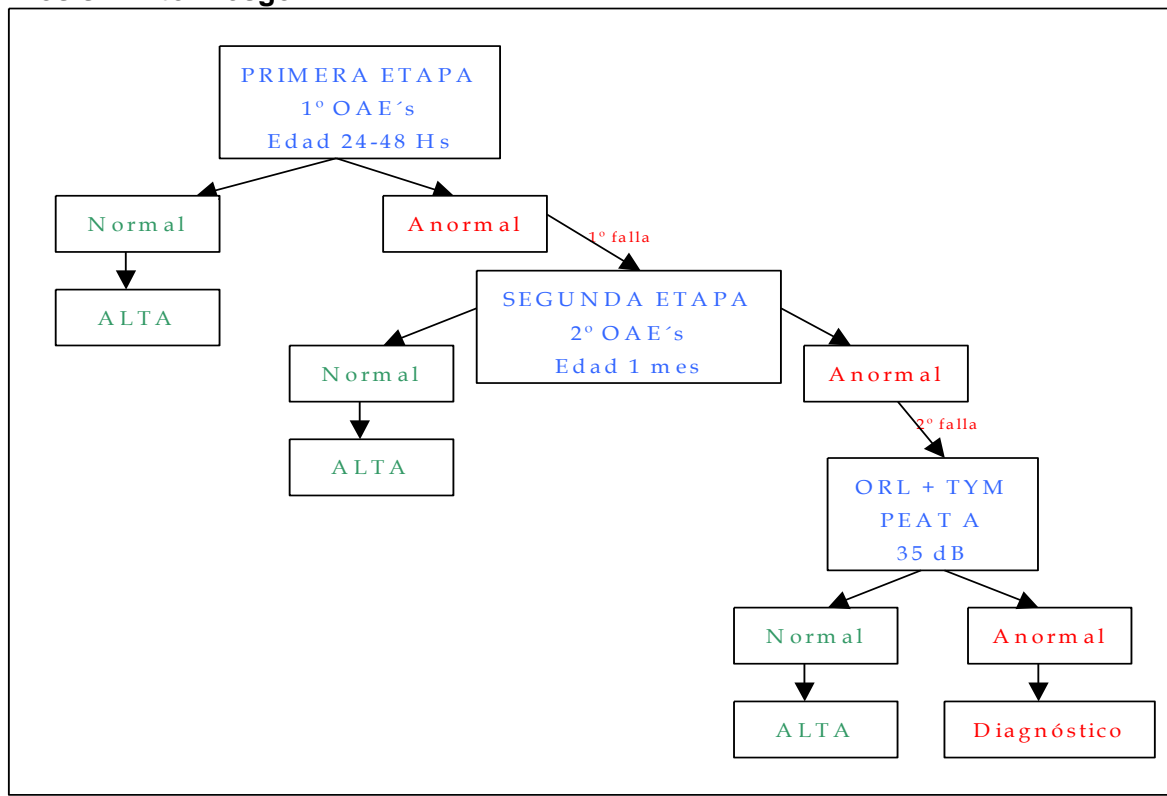 PRIMERA ETAPA
1º OAE´s
Edad 24-48 Hs
Normal
Anormal
1º falla
ALTA
SEGUNDA ETAPA
2º OAE´s
Edad 1 mes
Normal
Anormal
2º falla
ALTA
ORL + TYM
PEAT A
35 dB
Normal
Anormal
ALTA
Diagnóstico